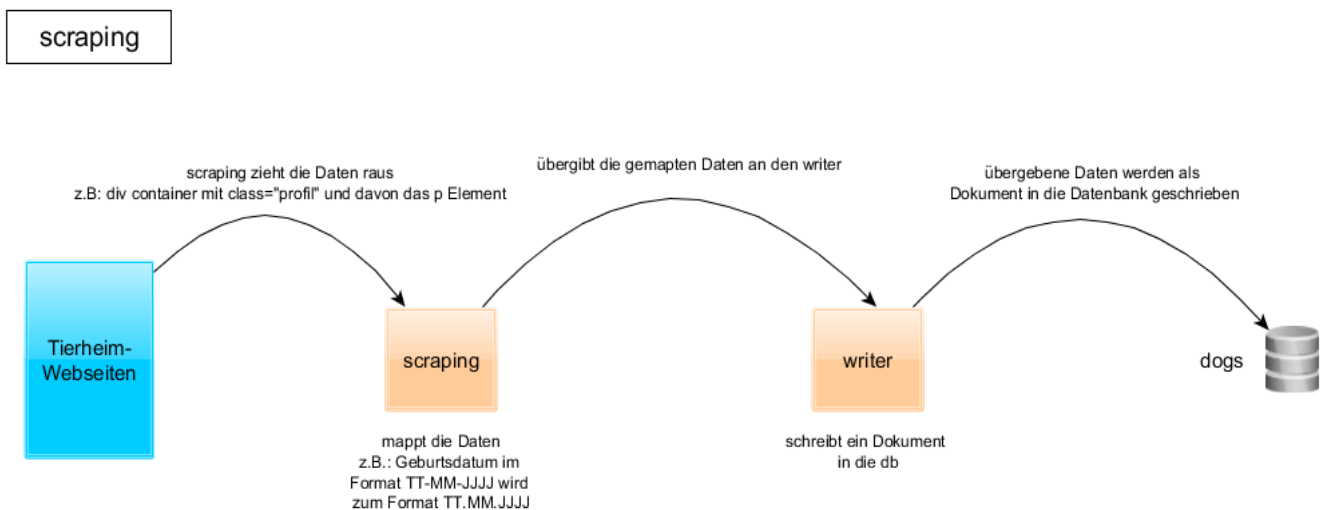 scraping
scraping zieht die Daten raus
z.B: div container mit class="profil" und davon das p Element
übergibt die gemapten Daten an den writer
übergebene Daten werden als
Dokument in die Datenbank geschrieben
Tierheim-
Webseiten
scraping
writer
dogs
mappt die Daten
z.B.: Geburtsdatum im
Format TT-MM-JJJJ wird
zum Format TT.MM.JJJJ
schreibt ein Dokument
in die db